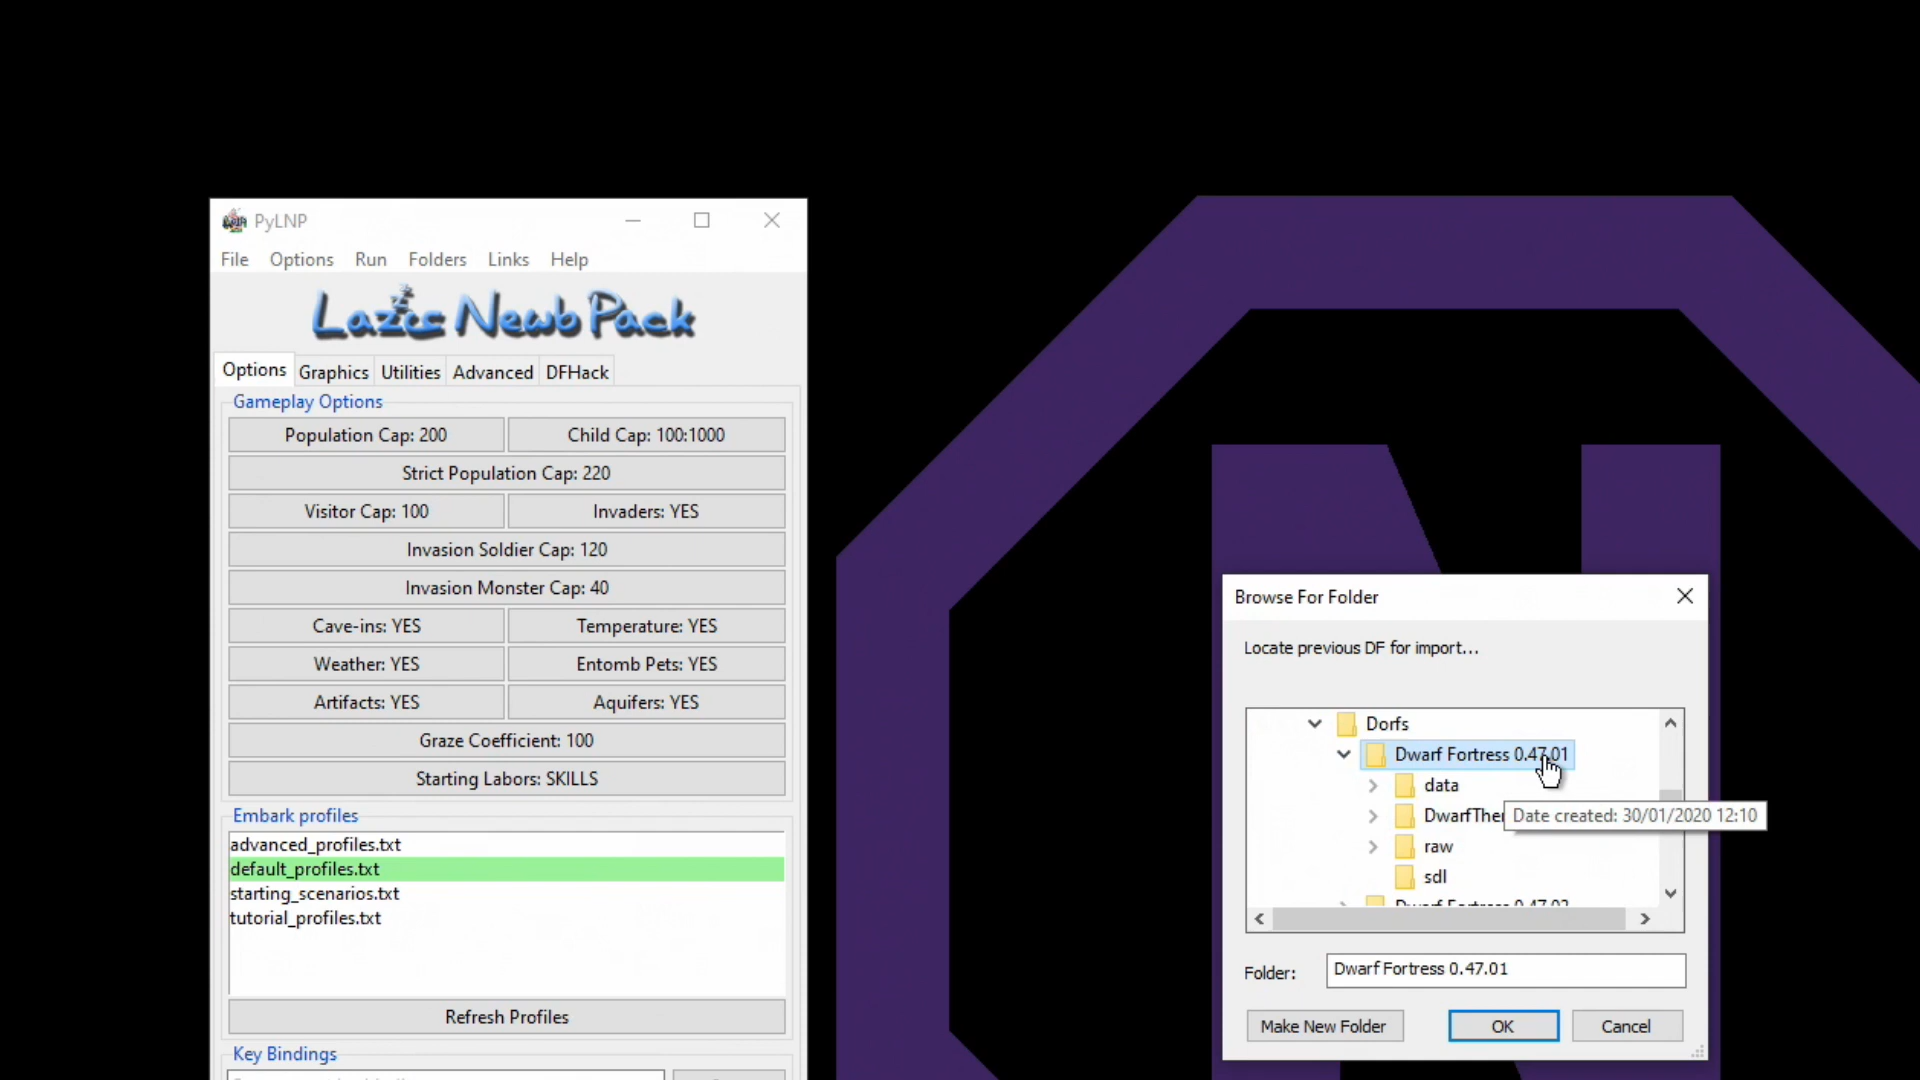 PyLNP
File Options Run Folders Links Help
Lazy Newb Pack
Options Graphics Utilities Advanced DFHack
Gameplay Options
Population Cap: 200 Child Cap: 100:1000
Strict Population Cap: 220
Visitor Cap: 100 Invaders: YES
Invasion Soldier Cap: 120
Invasion Monster Cap: 40
Cave-ins: YES Temperature: YES
Weather: YES Entomb Pets: YES
Artifacts: YES Aquifers: YES
Graze Coefficient: 100
Starting Labors: SKILLS
Embark profiles
advanced_profiles.txt
default_profiles.txt
starting_scenarios.txt
tutorial_profiles.txt
Refresh Profiles
Key Bindings
Browse For Folder
Locate previous DF for import...
Dorfs
Dwarf Fortress 0.47.01
data
DwarfThe
Date created: 30/01/2020 12:10
raw
sdl
Folder: Dwarf Fortress 0.47.01
Make New Folder OK Cancel